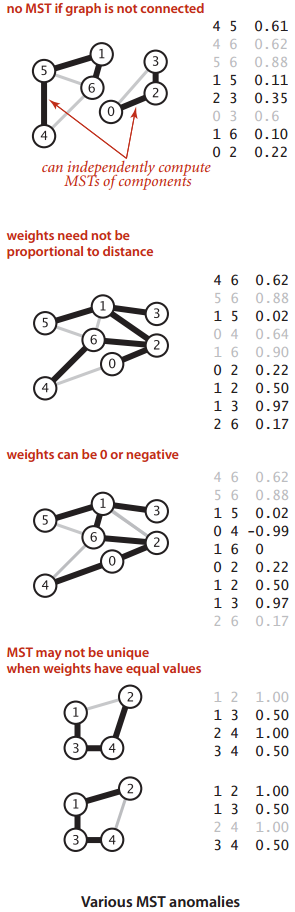 no MST if graph is not connected
4 5 0.61
4 6 0.62
5 6 0.88
1 5 0.11
2 3 0.35
0 3 0.6
1 6 0.10
0 2 0.22
1
5
3
6
2
0
4
can independently compute
MSTs of components
weights need not be
proportional to distance
4 6 0.62
5 6 0.88
1 5 0.02
0 4 0.64
1 6 0.90
0 2 0.22
1 2 0.50
1 3 0.97
2 6 0.17
1
3
5
6
2
0
4
weights can be 0 or negative
4 6 0.62
5 6 0.88
1 5 0.02
0 4 -0.99
1 6 0
0 2 0.22
1 2 0.50
1 3 0.97
2 6 0.17
1
3
5
6
2
0
4
MST may not be unique
when weights have equal values
2
1
3
4
1 2 1.00
1 3 0.50
2 4 1.00
3 4 0.50
2
1
3
4
1 2 1.00
1 3 0.50
2 4 1.00
3 4 0.50
Various MST anomalies